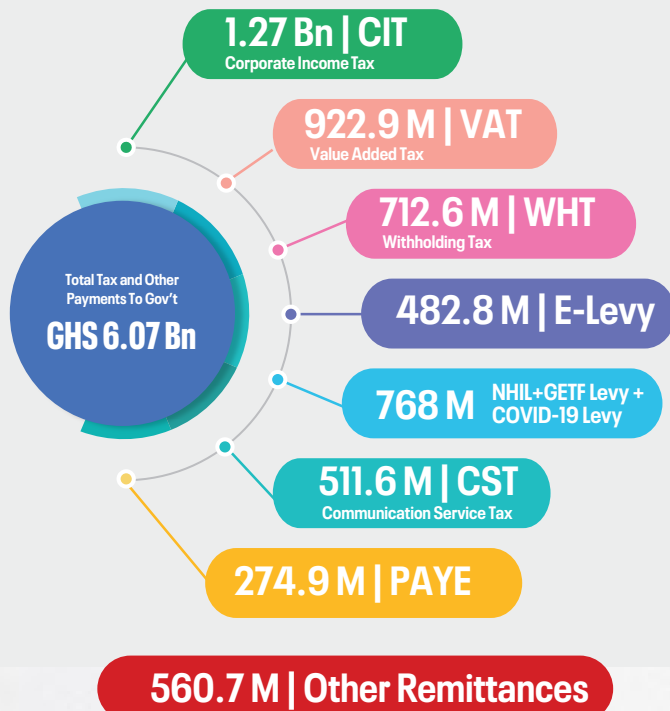 1.27 Bn | CIT
Corporate Income Tax
922.9 M | VAT
Value Added Tax
712.6 M | WHT
Withholding Tax
Total Tax and Other
Payments To Gov't
GHS 6.07 Bn
482.8 M | E-Levy
768 M NHIL+GETF Levy +
COVID-19 Levy
511.6 M | CST
Communication Service Tax
274.9 M | PAYE
560.7 M | Other Remittances